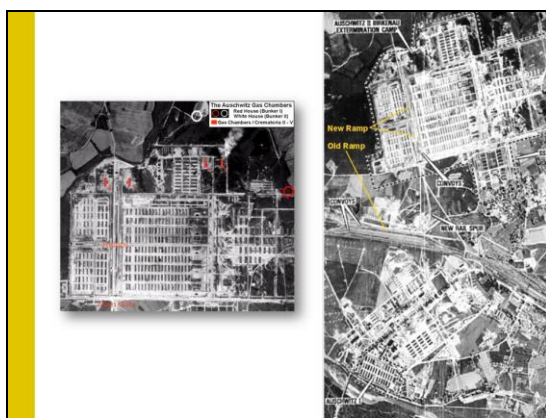 The Auschwitz Gas Chambers
Red House (Bunker I)
White House (Bunker II)
Gas Chambers / Crematoria II - V
AUSCHWITZ II BIRKENAU
EXTERMINATION CAMP
New Ramp
Old Ramp
CONVOYS
CONVOYS
NEW RAIL SPUR
AUSCHWITZ I